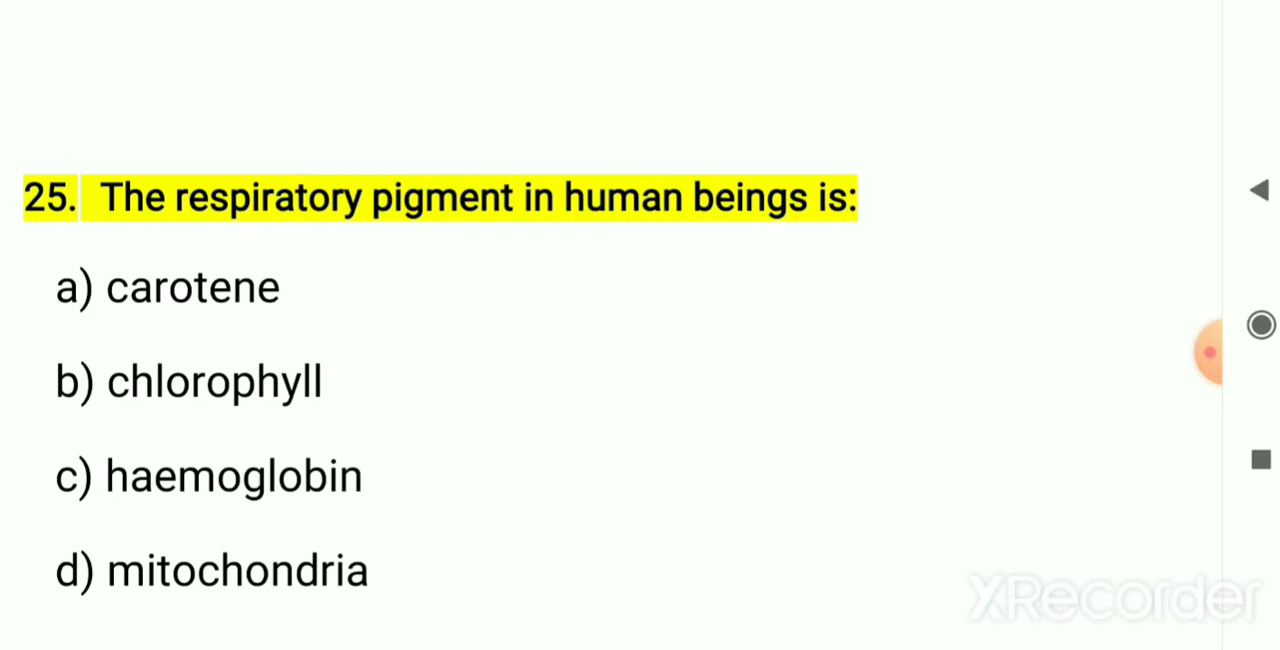 25. The respiratory pigment in human beings is:
a) carotene
b) chlorophyll
c) haemoglobin
d) mitochondria
XRecorder